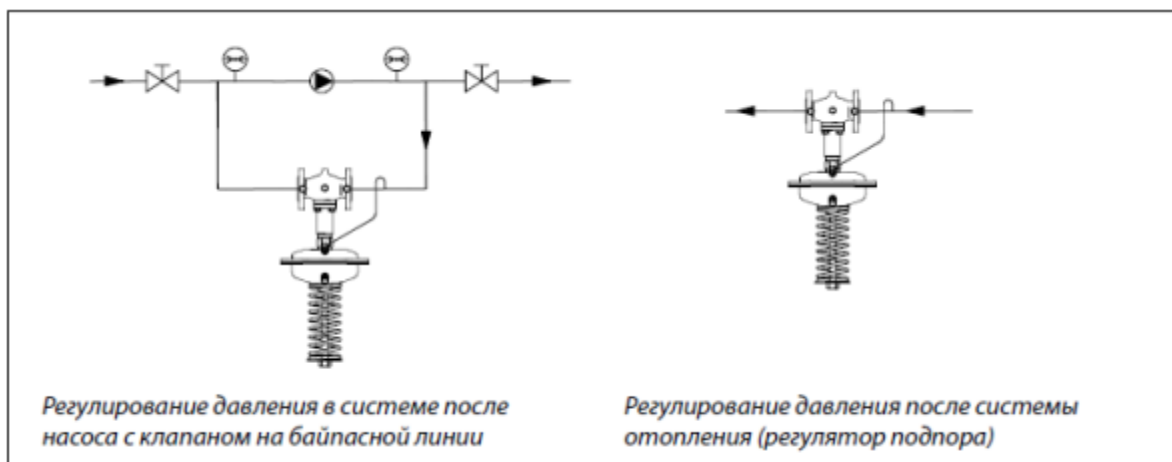 Регулирование давления в системе после
насоса с клапаном на байпасной линии
Регулирование давления после системы
отопления (регулятор подпора)